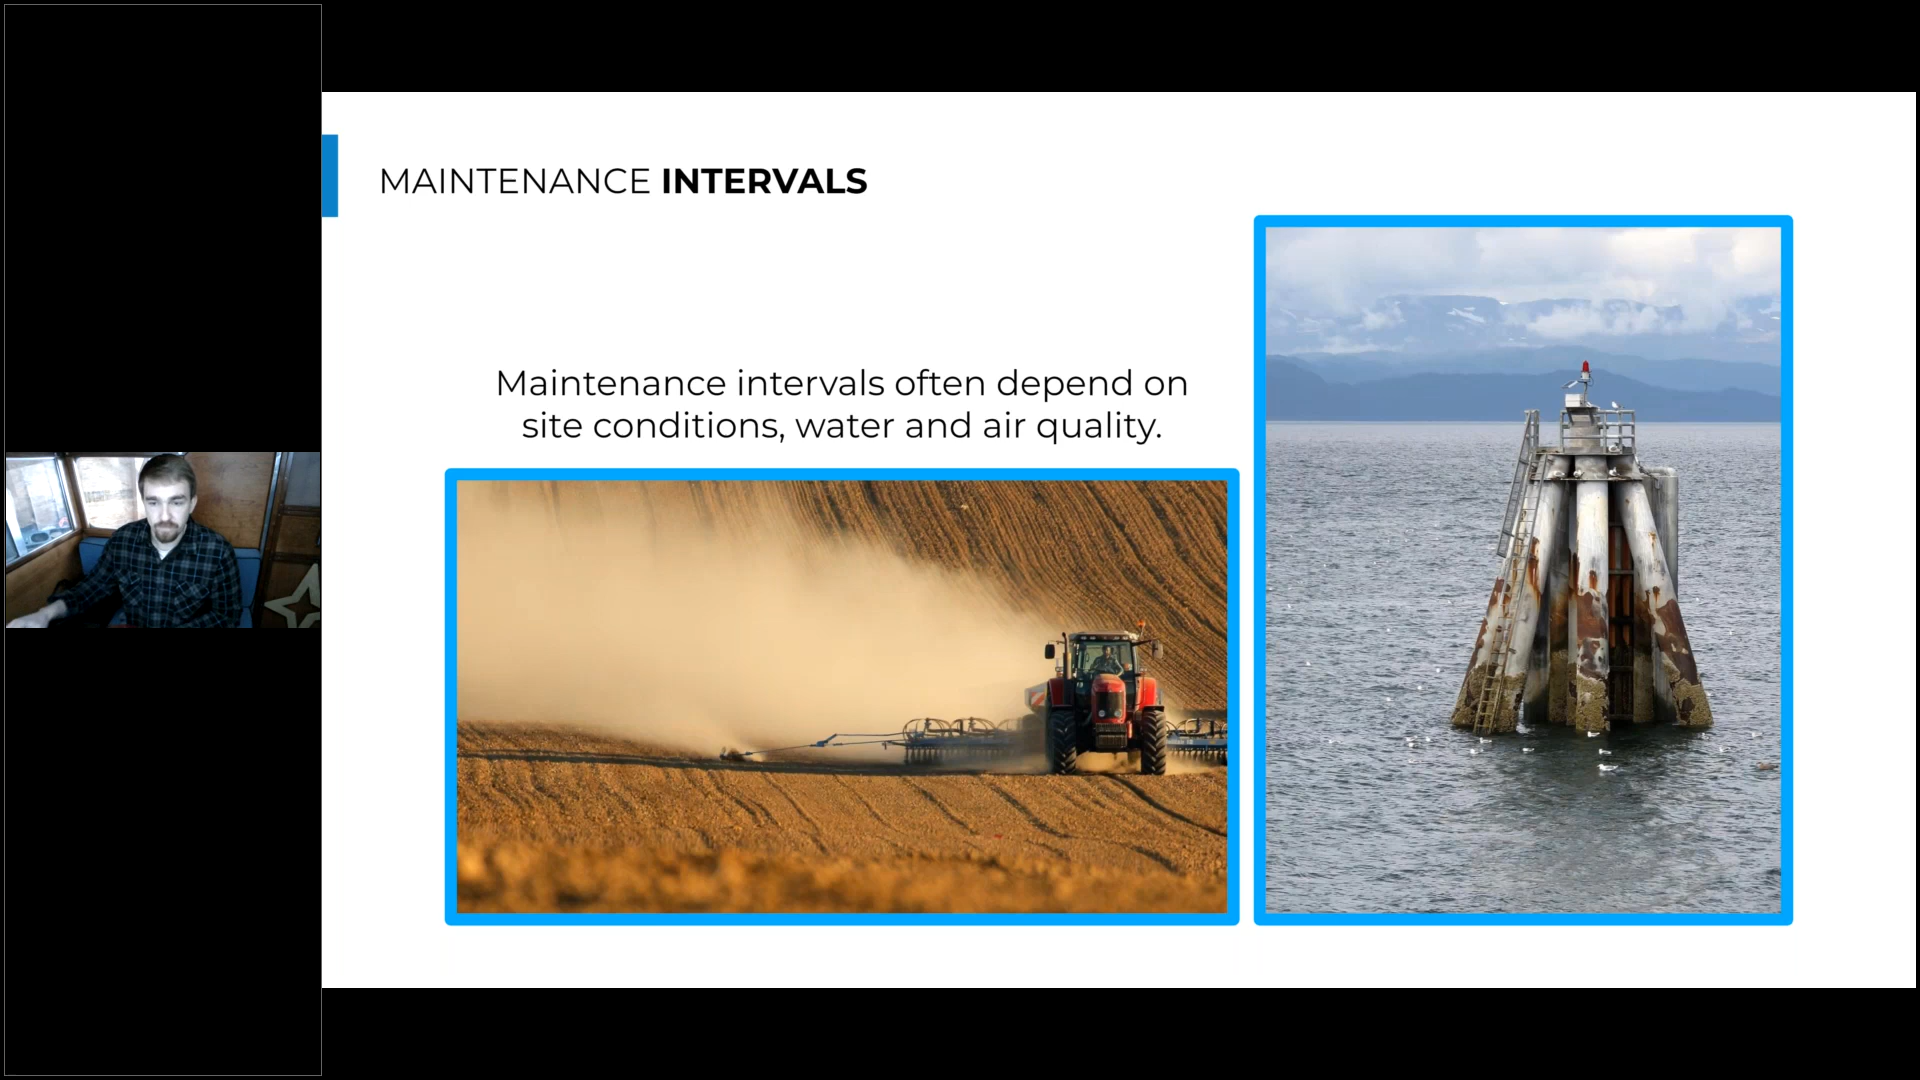 MAINTENANCE INTERVALS
Maintenance intervals often depend on
site conditions, water and air quality.